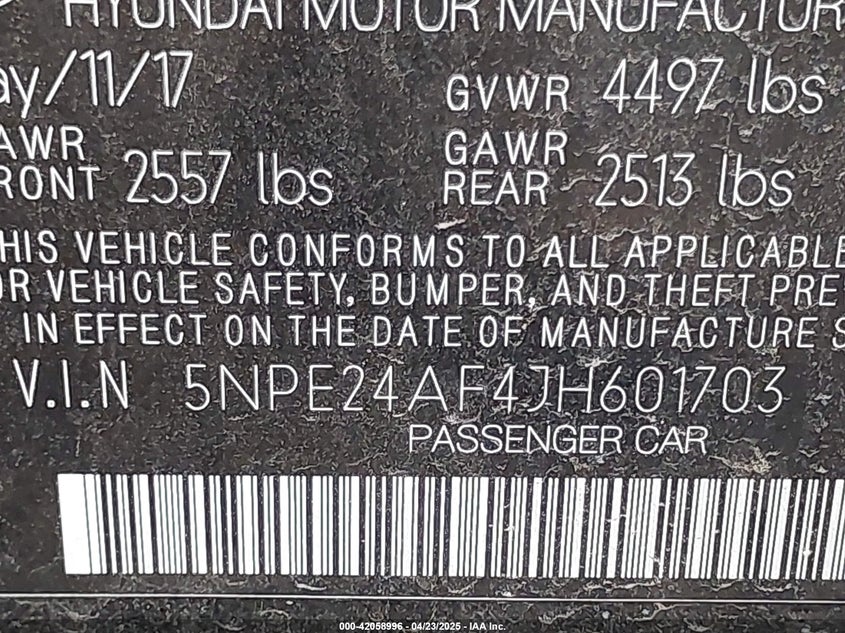 HYUNDAI MOTOR MANUFACTUR
ay/11/17 GVWR 4497 lbs
AWR RONT 2557 lbs GAWR REAR 2513 lbs
HIS VEHICLE CONFORMS TO ALL APPLICABLE
OR VEHICLE SAFETY, BUMPER, AND THEFT PRE
IN EFFECT ON THE DATE OF MANUFACTURE S
V.I.N 5NPE24AF4JH601703
PASSENGER CAR
000-42058996 - 04/23/2025 - IAA Inc.